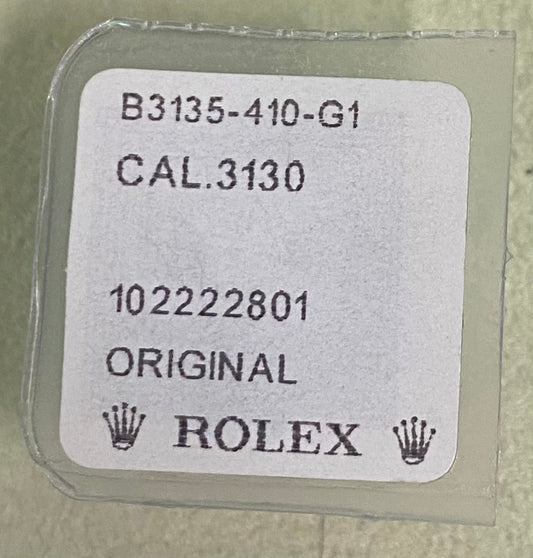 B3135-410-G1
CAL.3130
102222801
ORIGINAL
ROLEX